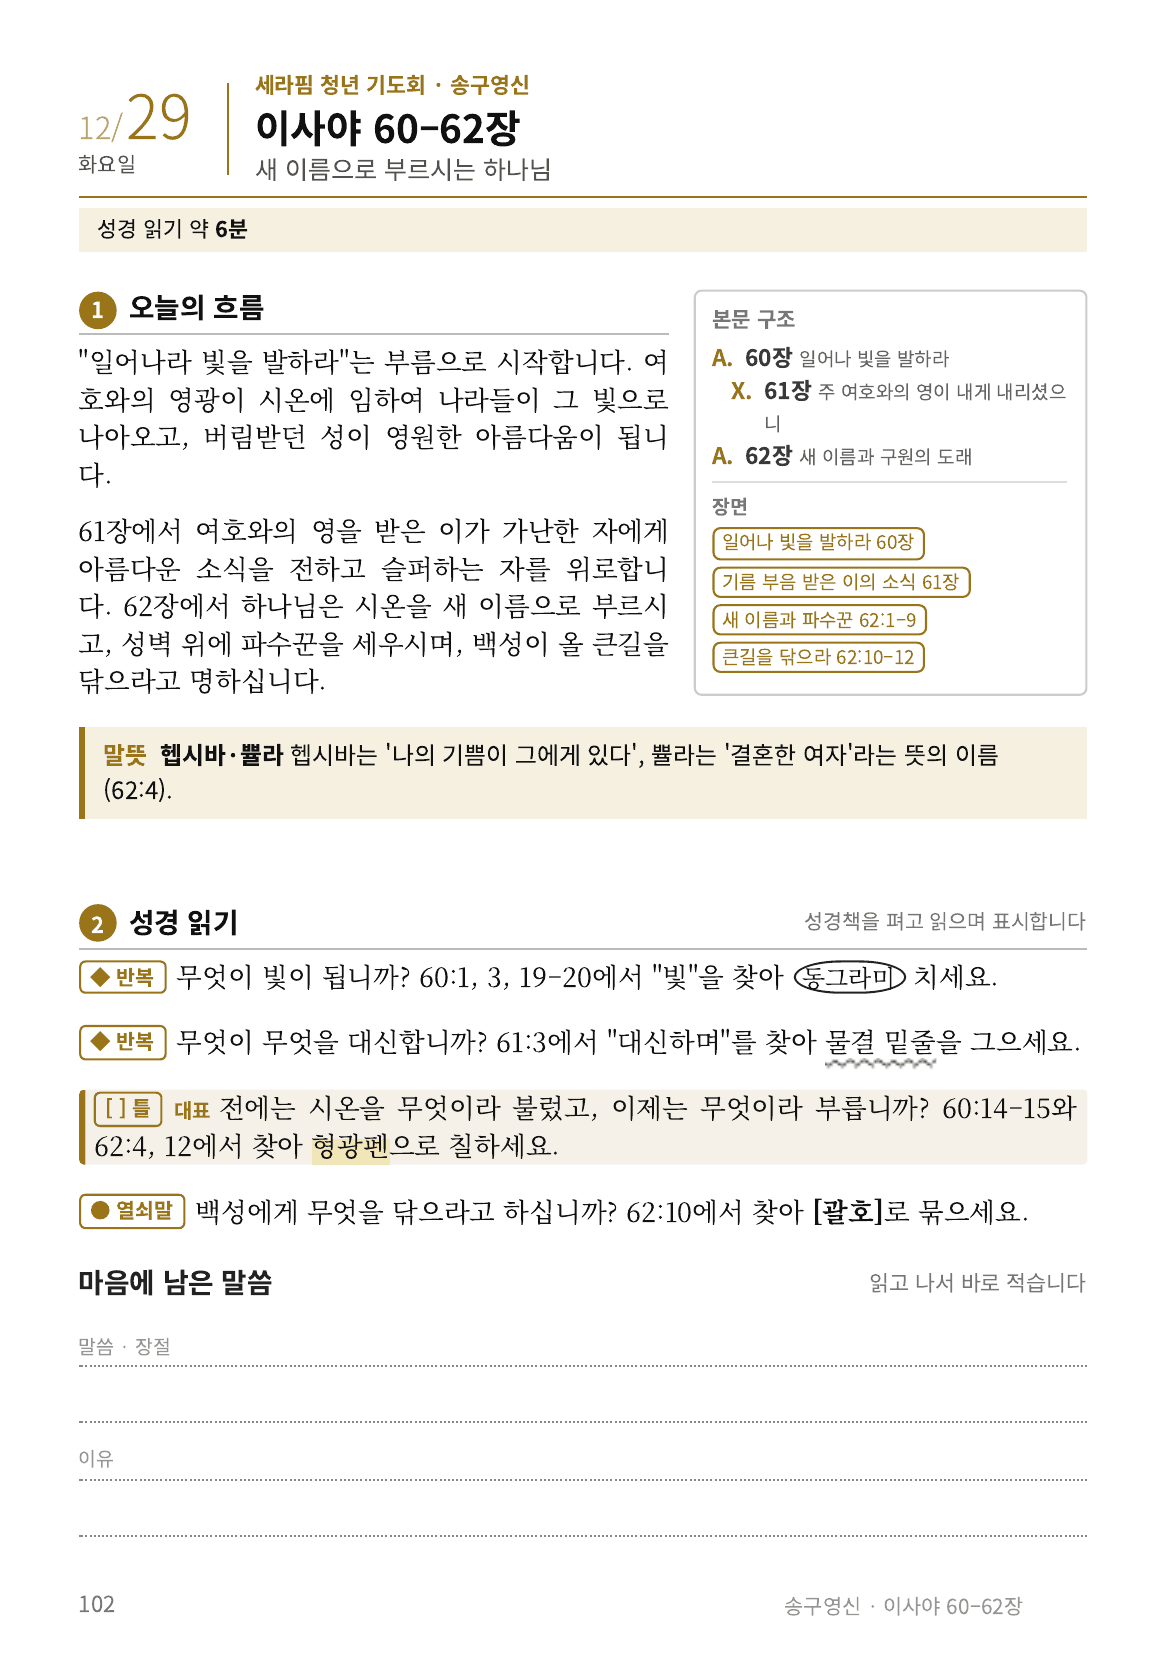 12/29
화요일
세라핌 청년 기도회 · 송구영신
이사야 60–62장
새 이름으로 부르시는 하나님
성경 읽기 약 6분
1 오늘의 흐름
"일어나라 빛을 발하라"는 부름으로 시작합니다. 여
호와의 영광이 시온에 임하여 나라들이 그 빛으로
나아오고, 버림받던 성이 영원한 아름다움이 됩니
다.
61장에서 여호와의 영을 받은 이가 가난한 자에게
아름다운 소식을 전하고 슬퍼하는 자를 위로합니
다. 62장에서 하나님은 시온을 새 이름으로 부르시
고, 성벽 위에 파수꾼을 세우시며, 백성이 올 큰길을
닦으라고 명하십니다.
본문 구조
A. 60장 일어나 빛을 발하라
X. 61장 주 여호와의 영이 내게 내리셨으
니
A. 62장 새 이름과 구원의 도래
장면
일어나 빛을 발하라 60장
기름 부음 받은 이의 소식 61장
새 이름과 파수꾼 62:1–9
큰길을 닦으라 62:10–12
말뜻 헵시바·쁄라 헵시바는 '나의 기쁨이 그에게 있다', 쁄라는 '결혼한 여자'라는 뜻의 이름
(62:4).
2 성경 읽기
성경책을 펴고 읽으며 표시합니다
◆ 반복 무엇이 빛이 됩니까? 60:1, 3, 19–20에서 "빛"을 찾아 동그라미 치세요.
◆ 반복 무엇이 무엇을 대신합니까? 61:3에서 "대신하며"를 찾아 물결 밑줄을 그으세요.
[ ] 틀 대표 전에는 시온을 무엇이라 불렀고, 이제는 무엇이라 부릅니까? 60:14–15와
62:4, 12에서 찾아 형광펜으로 칠하세요.
● 열쇠말 백성에게 무엇을 닦으라고 하십니까? 62:10에서 찾아 [괄호]로 묶으세요.
마음에 남은 말씀
읽고 나서 바로 적습니다
말씀 · 장절
이유
102
송구영신 · 이사야 60–62장